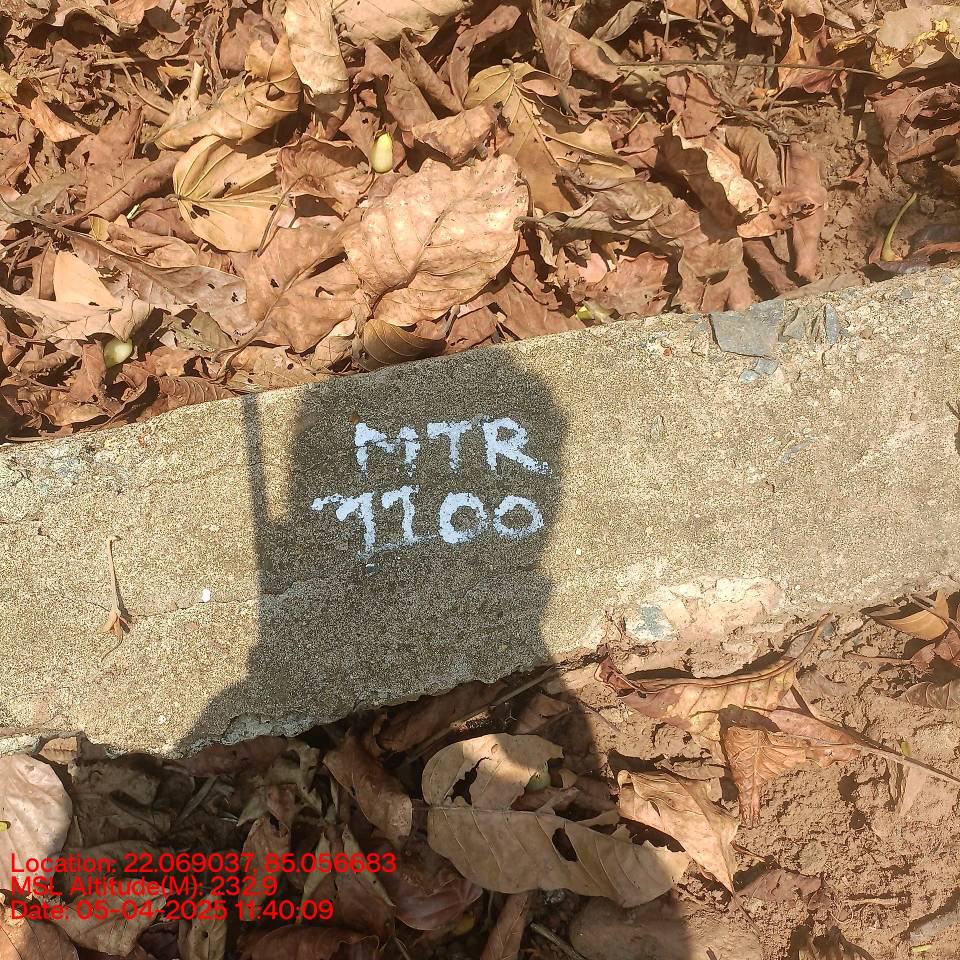 MTR
7100
Location: 22.069037, 85.056683
MSL Altitude(M): 232.9
Date: 05-04-2025 11:40:09